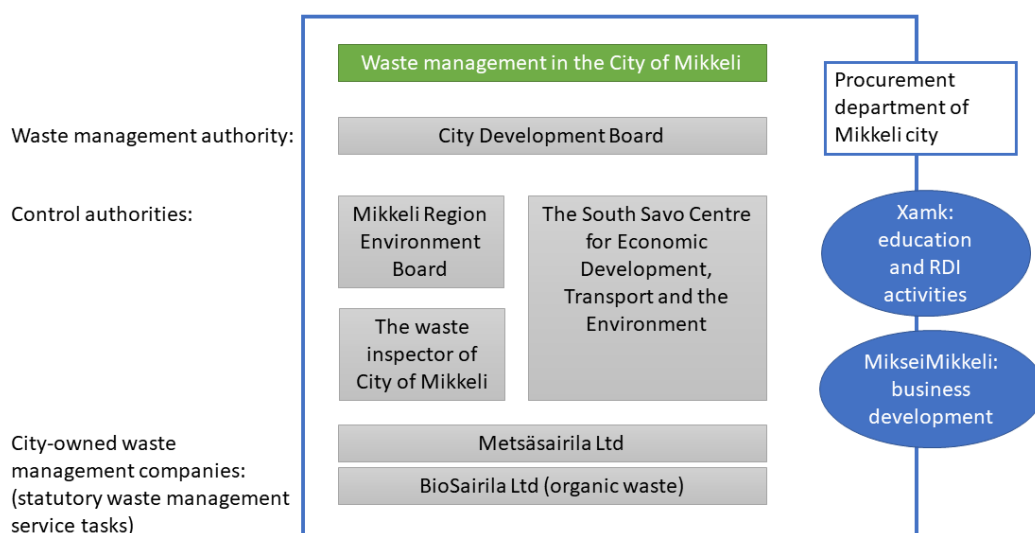 Waste management in the City of Mikkeli
Procurement
department of
Mikkeli city
Waste management authority:
City Development Board
Control authorities:
Mikkeli Region
Environment
Board
The South Savo Centre
for Economic
Development,
Transport and the
Environment
Xamk:
education
and RDI
activities
The waste
inspector of
City of Mikkeli
MikseiMikkeli:
business
development
City-owned waste
management companies:
(statutory waste management
service tasks)
Metsäsairila Ltd
BioSairila Ltd (organic waste)